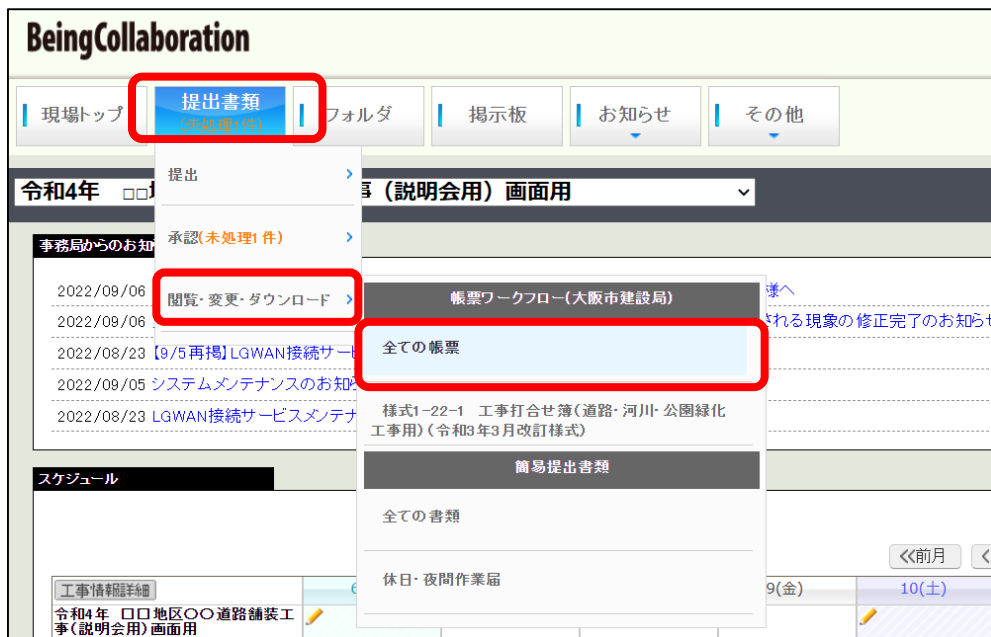 BeingCollaboration
現場トップ
提出書類
(未処理1件)
フォルダ
掲示板
お知らせ
その他
令和4年 □□
事（説明会用）画面用
提出
承認(未処理1件)
閲覧・変更・ダウンロード
帳票ワークフロー(大阪市建設局)
全ての帳票
様式1-22-1 工事打合せ簿(道路・河川・公園緑化
工事用)(令和3年3月改訂様式)
簡易提出書類
全ての書類
休日・夜間作業届
事務局からのお知
2022/09/06
様へ
2022/09/06
される現象の修正完了のお知らせ
2022/08/23 【9/5再掲】LGWAN接続サー
2022/09/05 システムメンテナンスのお知ら
2022/08/23 LGWAN接続サービスメンテナ
スケジュール
<<前月
工事情報詳細
6
9(金)
10(土)
令和4年 □□地区〇〇道路舗装工
事(説明会用)画面用